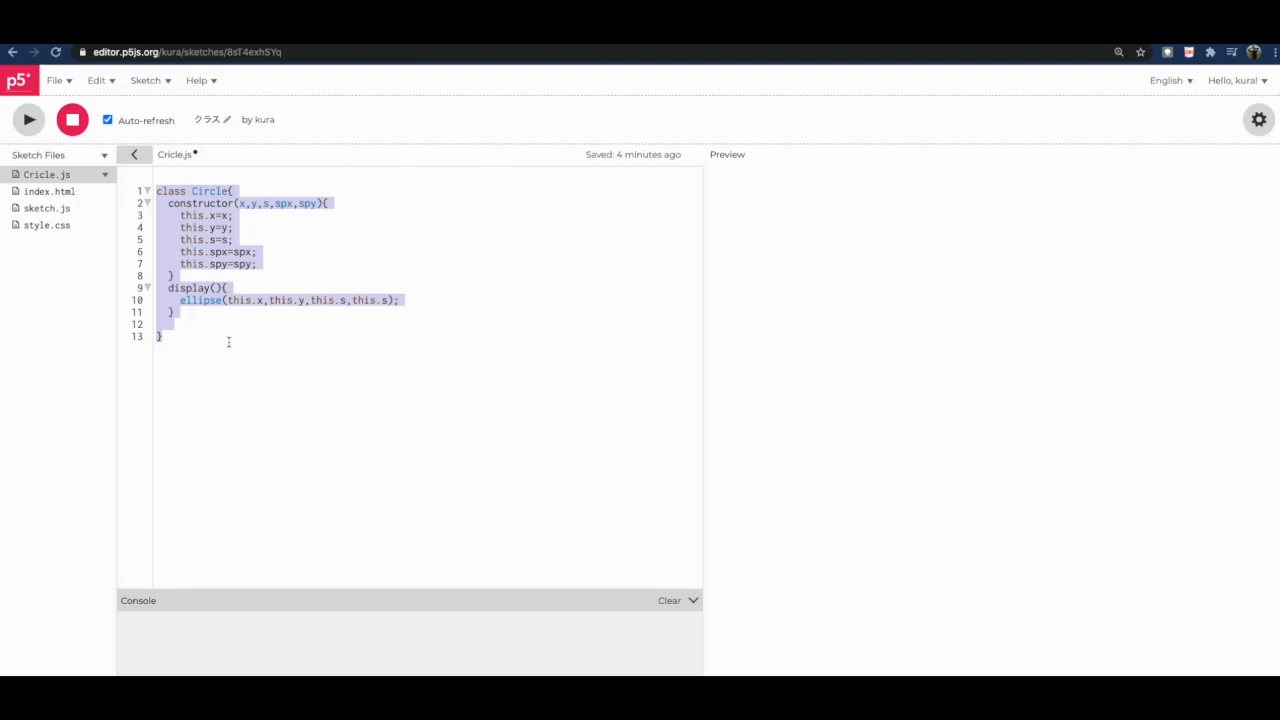 editor.p5js.org/kura/sketches/8sT4exhSYq
p5* File Edit Sketch Help English Hello, kura!
Auto-refresh クラス by kura
Sketch Files Cricle.js Saved: 4 minutes ago Preview
Cricle.js
index.html
sketch.js
style.css
1 class Circle{
2 constructor(x,y,s,spx,spy){
3 this.x=x;
4 this.y=y;
5 this.s=s;
6 this.spx=spx;
7 this.spy=spy;
8 }
9 display(){
10 ellipse(this.x,this.y,this.s,this.s);
11 }
12
13 }
Console Clear